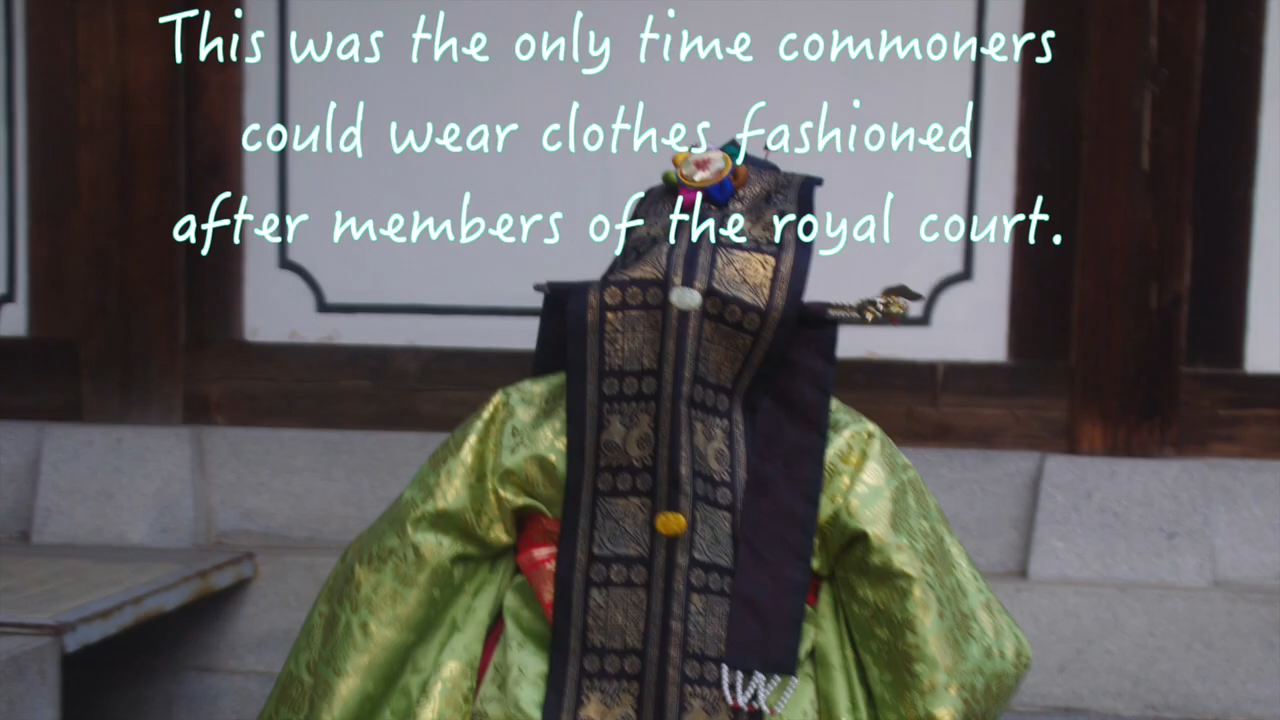 This was the only time commoners
could wear clothes fashioned
after members of the royal court.